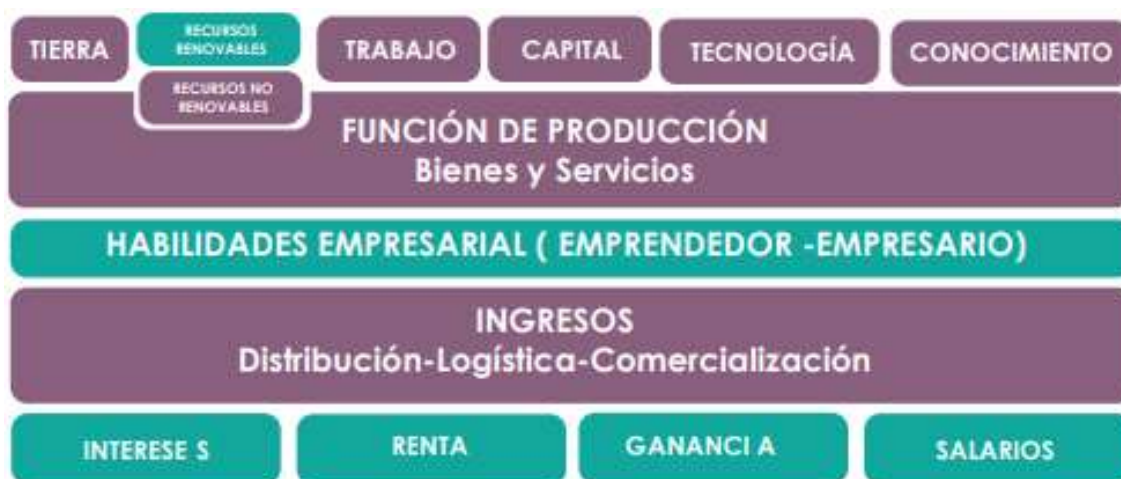 TIERRA
RECURSOS
RENOVABLES
RECURSOS NO
RENOVABLES
TRABAJO
CAPITAL
TECNOLOGÍA
CONOCIMIENTO
FUNCIÓN DE PRODUCCIÓN
Bienes y Servicios
HABILIDADES EMPRESARIAL ( EMPRENDEDOR -EMPRESARIO)
INGRESOS
Distribución-Logística-Comercialización
INTERESE S
RENTA
GANANCI A
SALARIOS